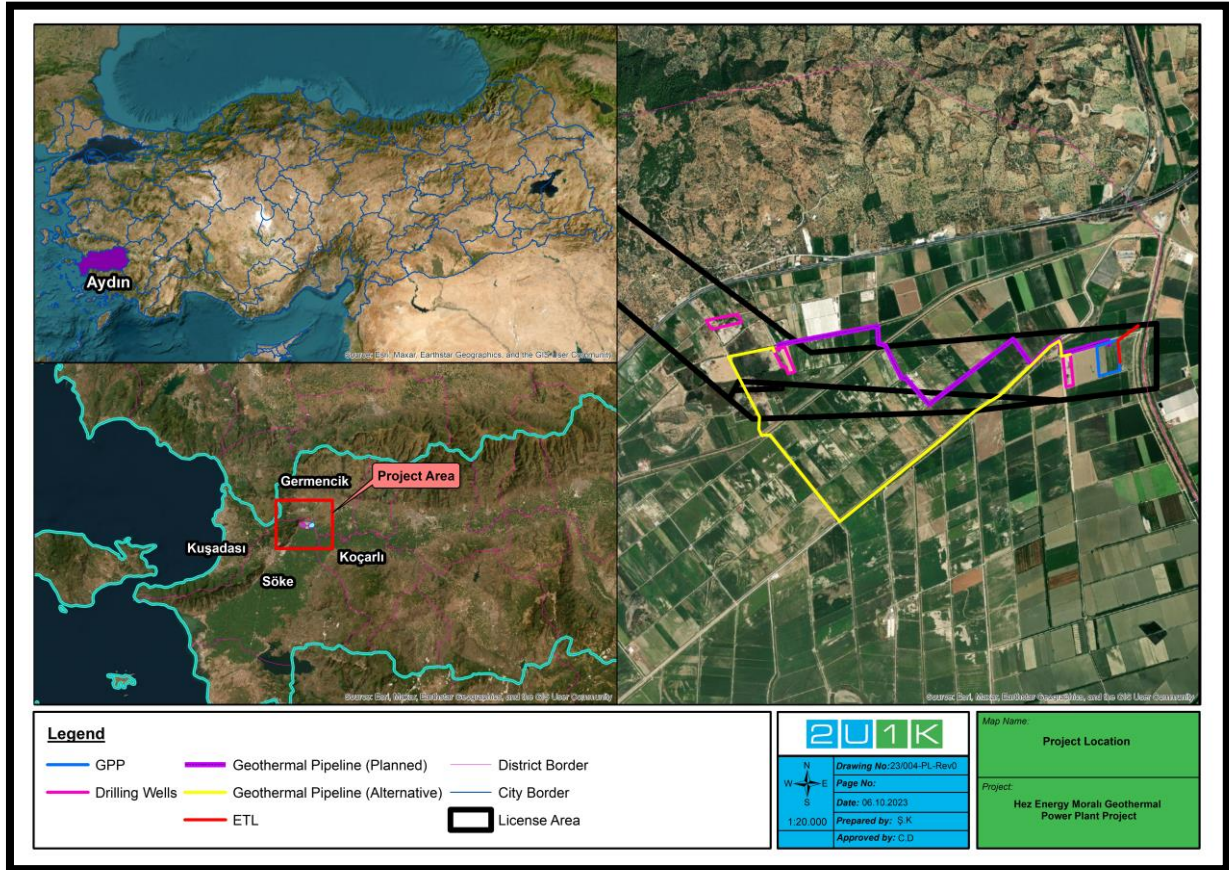 Aydın
Source: Esri, Maxar, Earthstar Geographics, and the GIS User Community
Germencik
Project Area
Kuşadası
Koçarlı
Söke
Source: Esri, Maxar, Earthstar Geographics, and the GIS User Community
Source: Esri, Maxar, Earthstar Geographics, and the GIS User Community
Legend
GPP
Drilling Wells
Geothermal Pipeline (Planned)
Geothermal Pipeline (Alternative)
ETL
District Border
City Border
License Area
2U1K
N
W E
S
1:20.000
Drawing No:23/004-PL-Rev0
Page No:
Date: 06.10.2023
Prepared by: Ş.K
Approved by: C.D
Map Name:
Project Location
Project:
Hez Energy Moralı Geothermal
Power Plant Project